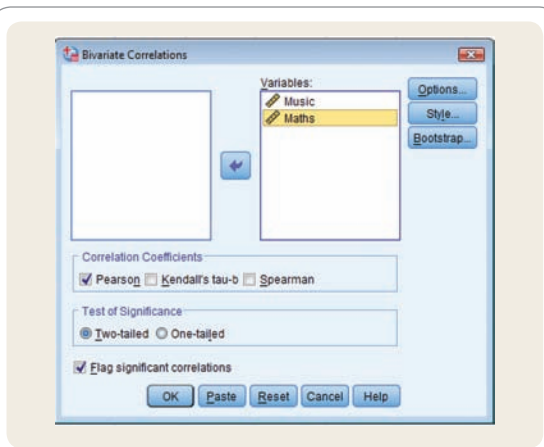 Bivariate Correlations
Variables:
Music
Maths
Options...
Style...
Bootstrap...
Correlation Coefficients
Pearson Kendall's tau-b Spearman
Test of Significance
Two-tailed One-tailed
Flag significant correlations
OK Paste Reset Cancel Help